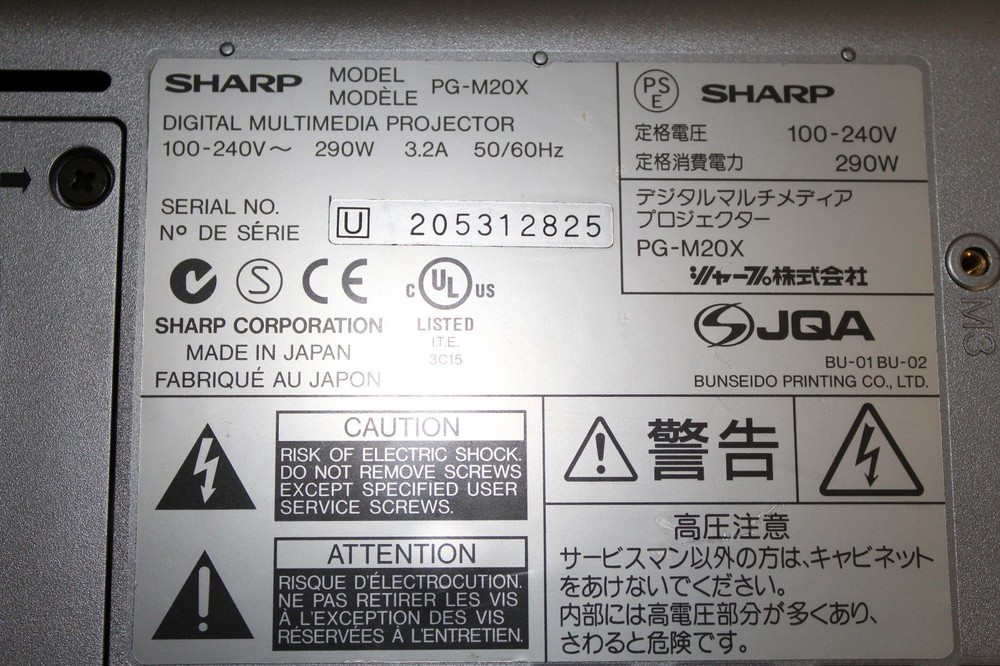 SHARP MODEL PG-M20X
MODÈLE
DIGITAL MULTIMEDIA PROJECTOR
100-240V～ 290W 3.2A 50/60Hz
SERIAL NO.
Nº DE SÉRIE
U 205312825
S CE
C UL US
LISTED
I.T.E.
3C15
SHARP CORPORATION
MADE IN JAPAN
FABRIQUÉ AU JAPON
PS
E
SHARP
定格電圧 100-240V
定格消費電力 290W
デジタルマルチメディア
プロジェクター
PG-M20X
シャープ株式会社
JQA
BU-01 BU-02
BUNSEIDO PRINTING CO., LTD.
M3
CAUTION
RISK OF ELECTRIC SHOCK.
DO NOT REMOVE SCREWS
EXCEPT SPECIFIED USER
SERVICE SCREWS.
ATTENTION
RISQUE D'ÉLECTROCUTION.
NE PAS RETIRER LES VIS
À L'EXCEPTION DES VIS
RÉSERVÉES À L'ENTRETIEN.
警告
高圧注意
サービスマン以外の方は、キャビネット
をあけないでください。
内部には高電圧部分が多くあり、
さわると危険です。